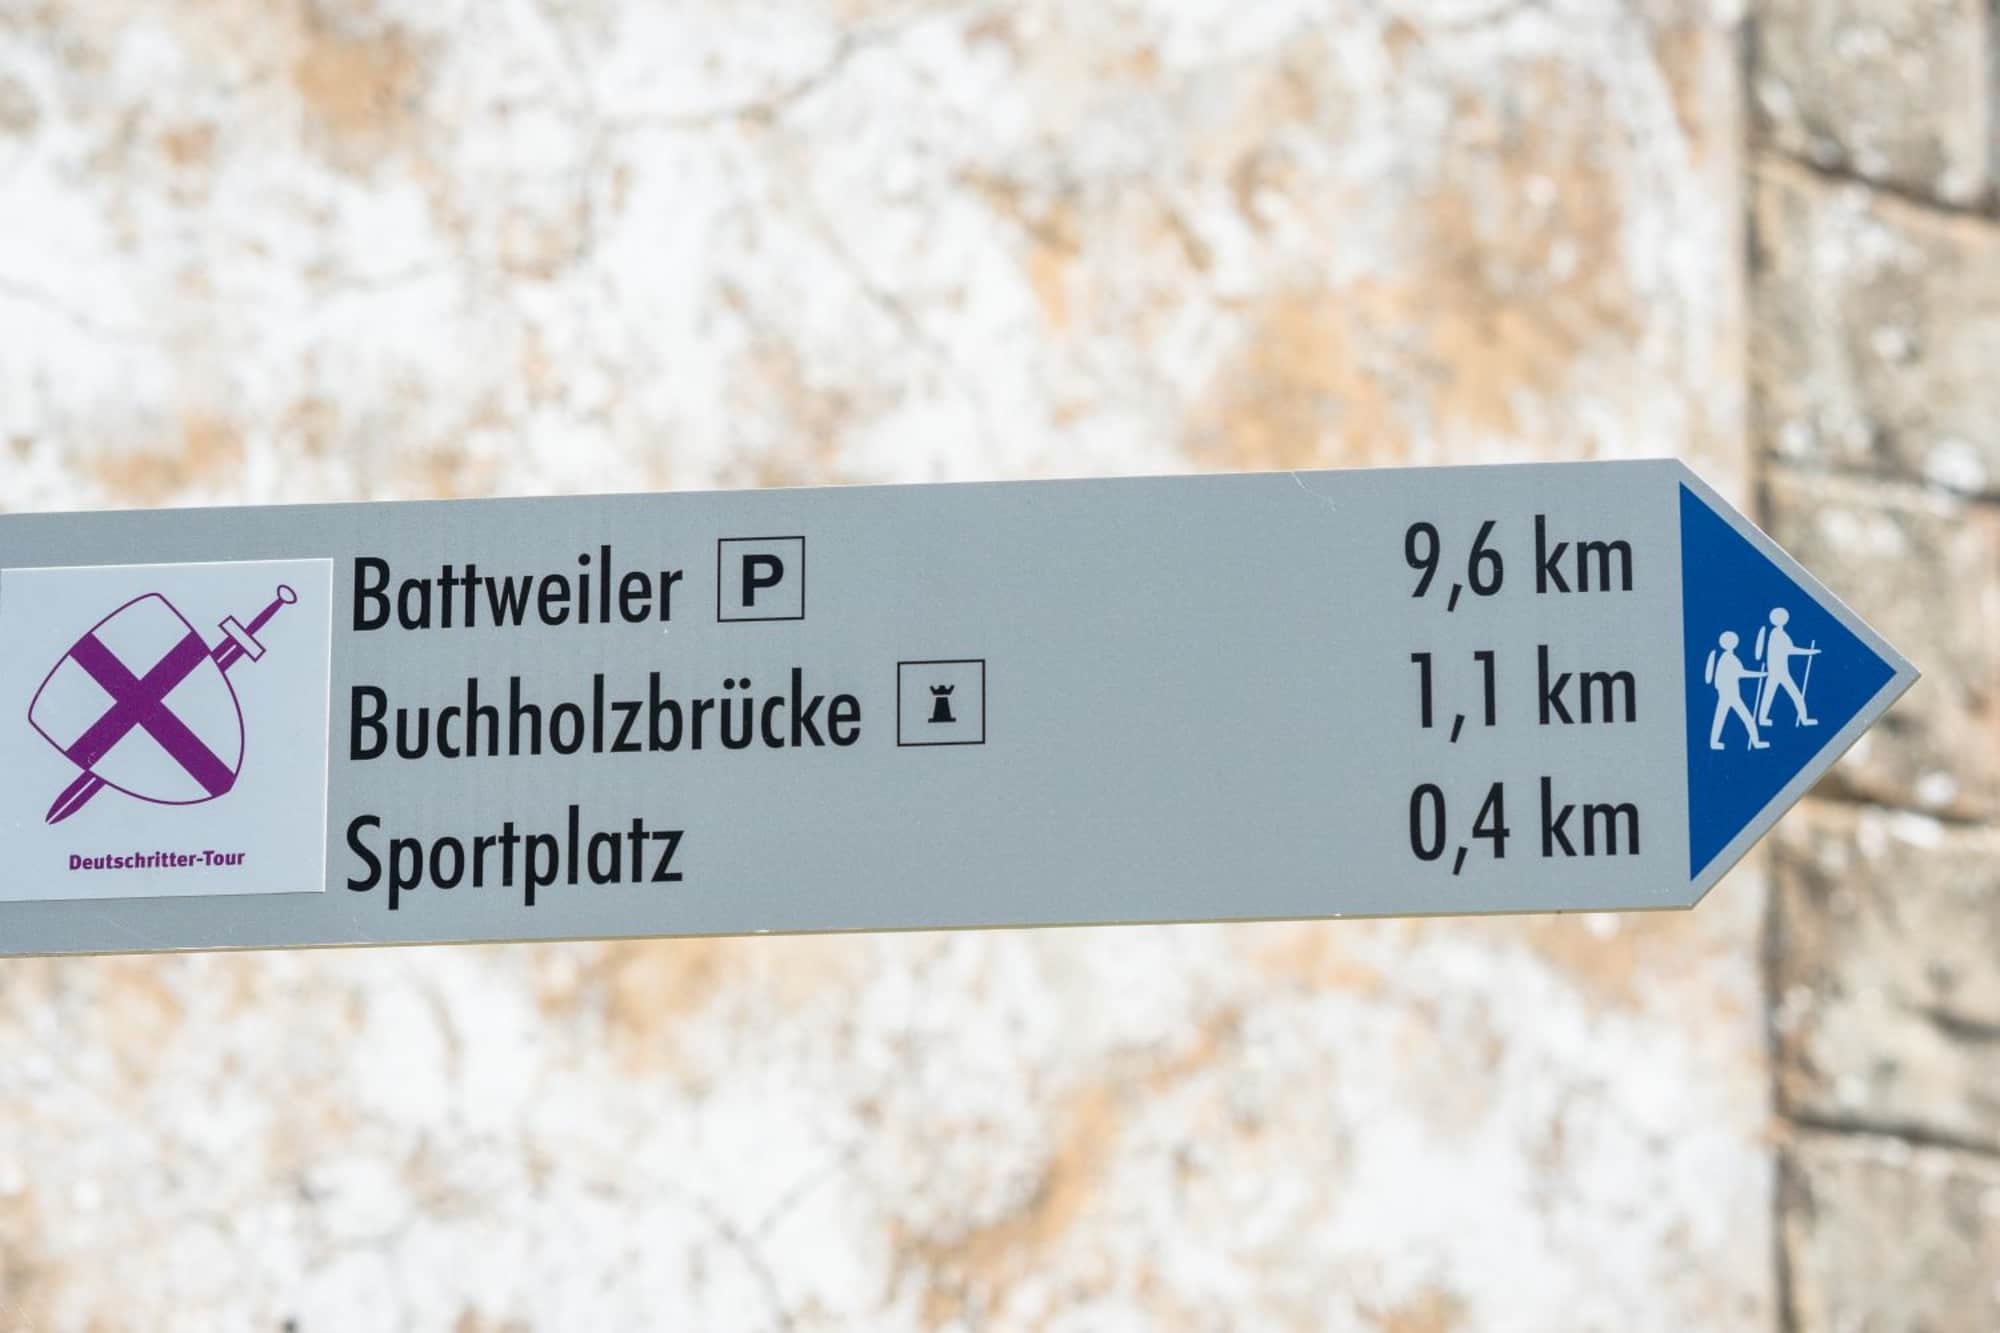 Battweiler P 9,6 km
Buchholzbrücke 1,1 km
Sportplatz 0,4 km
Deutschritter-Tour